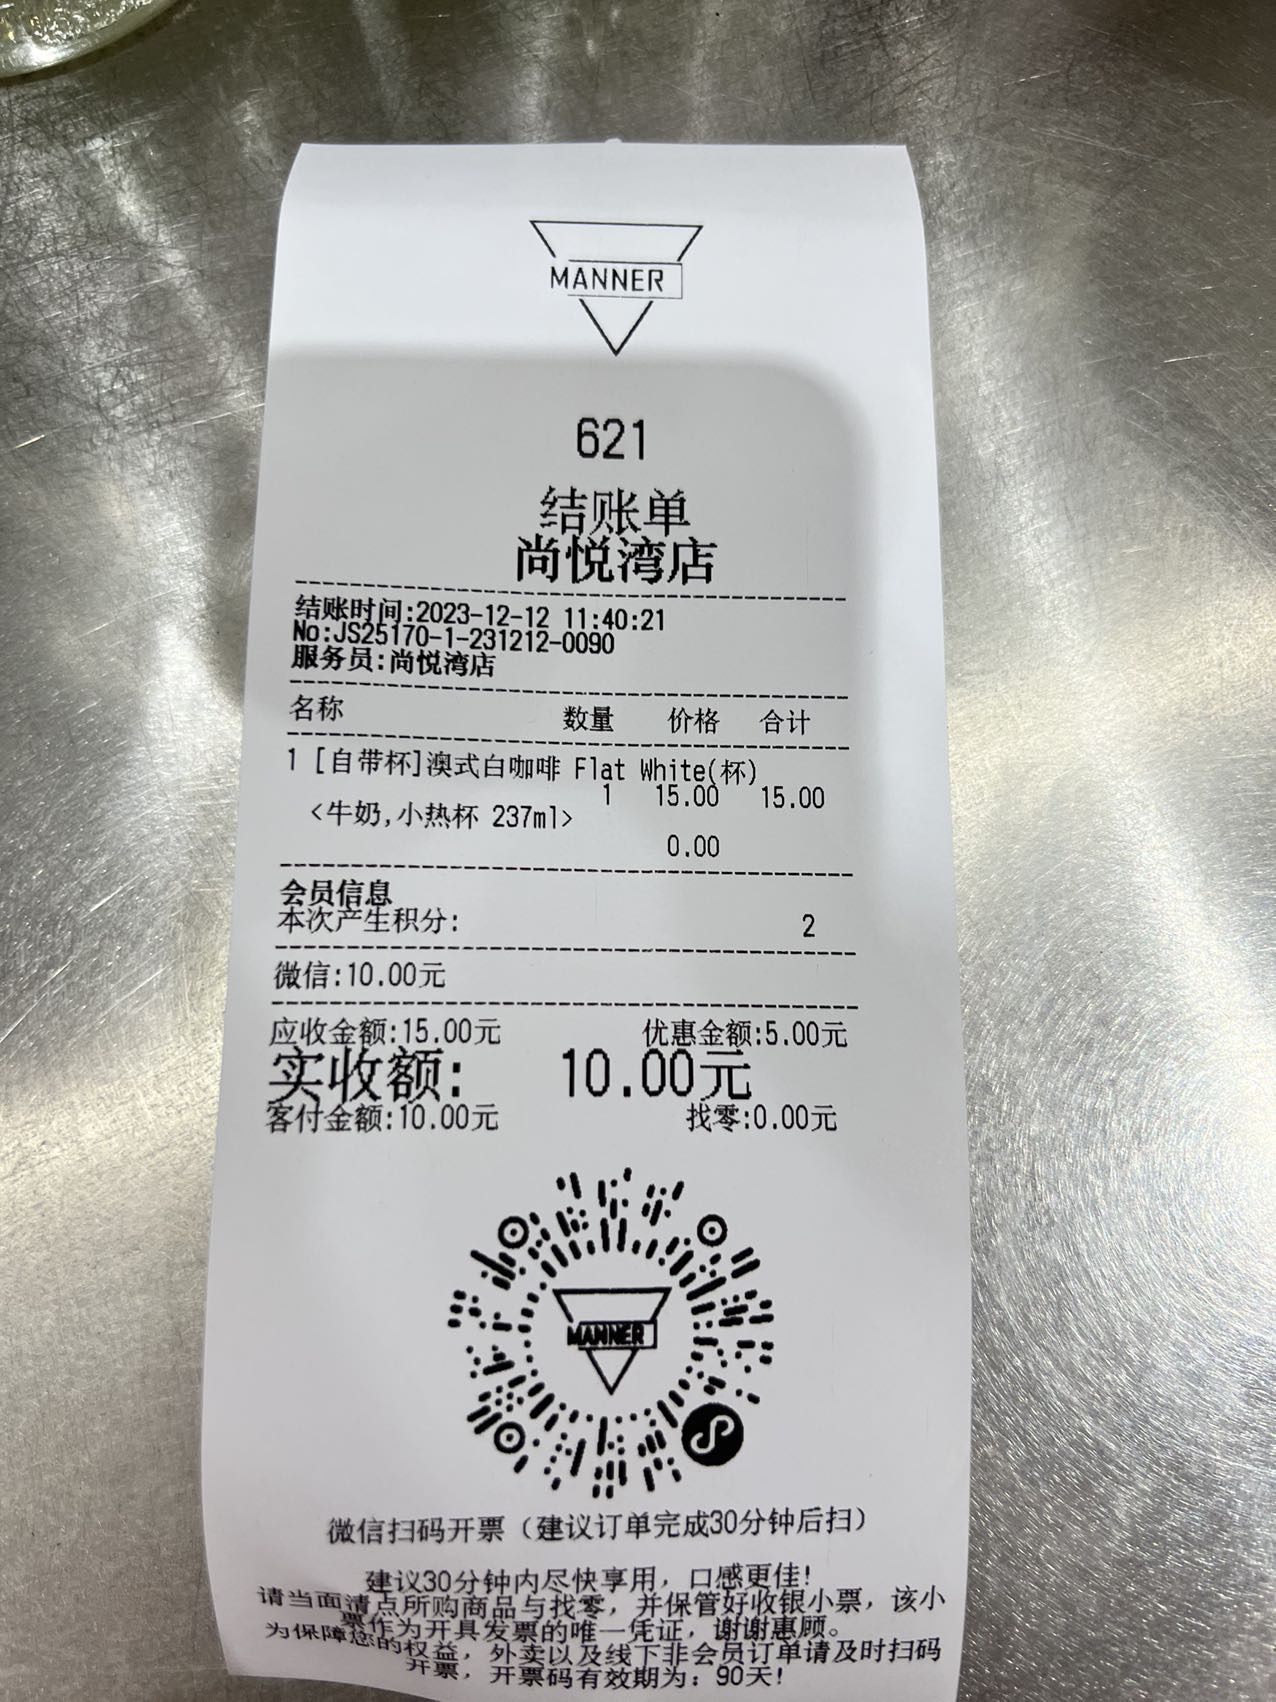 MANNER
621
结账单
尚悦湾店
结账时间:2023-12-12 11:40:21
No:JS25170-1-231212-0090
服务员:尚悦湾店
名称 数量 价格 合计
1 [自带杯]澳式白咖啡 Flat White(杯)
1 15.00 15.00
<牛奶,小热杯 237ml>
0.00
会员信息
本次产生积分: 2
微信:10.00元
应收金额:15.00元 优惠金额:5.00元
实收额: 10.00元
客付金额:10.00元 找零:0.00元
MANNER
微信扫码开票（建议订单完成30分钟后扫）
建议30分钟内尽快享用，口感更佳!
请当面清点所购商品与找零，并保管好收银小票，该小
票作为开具发票的唯一凭证，谢谢惠顾。
为保障您的权益，外卖以及线下非会员订单请及时扫码
开票，开票码有效期为：90天!